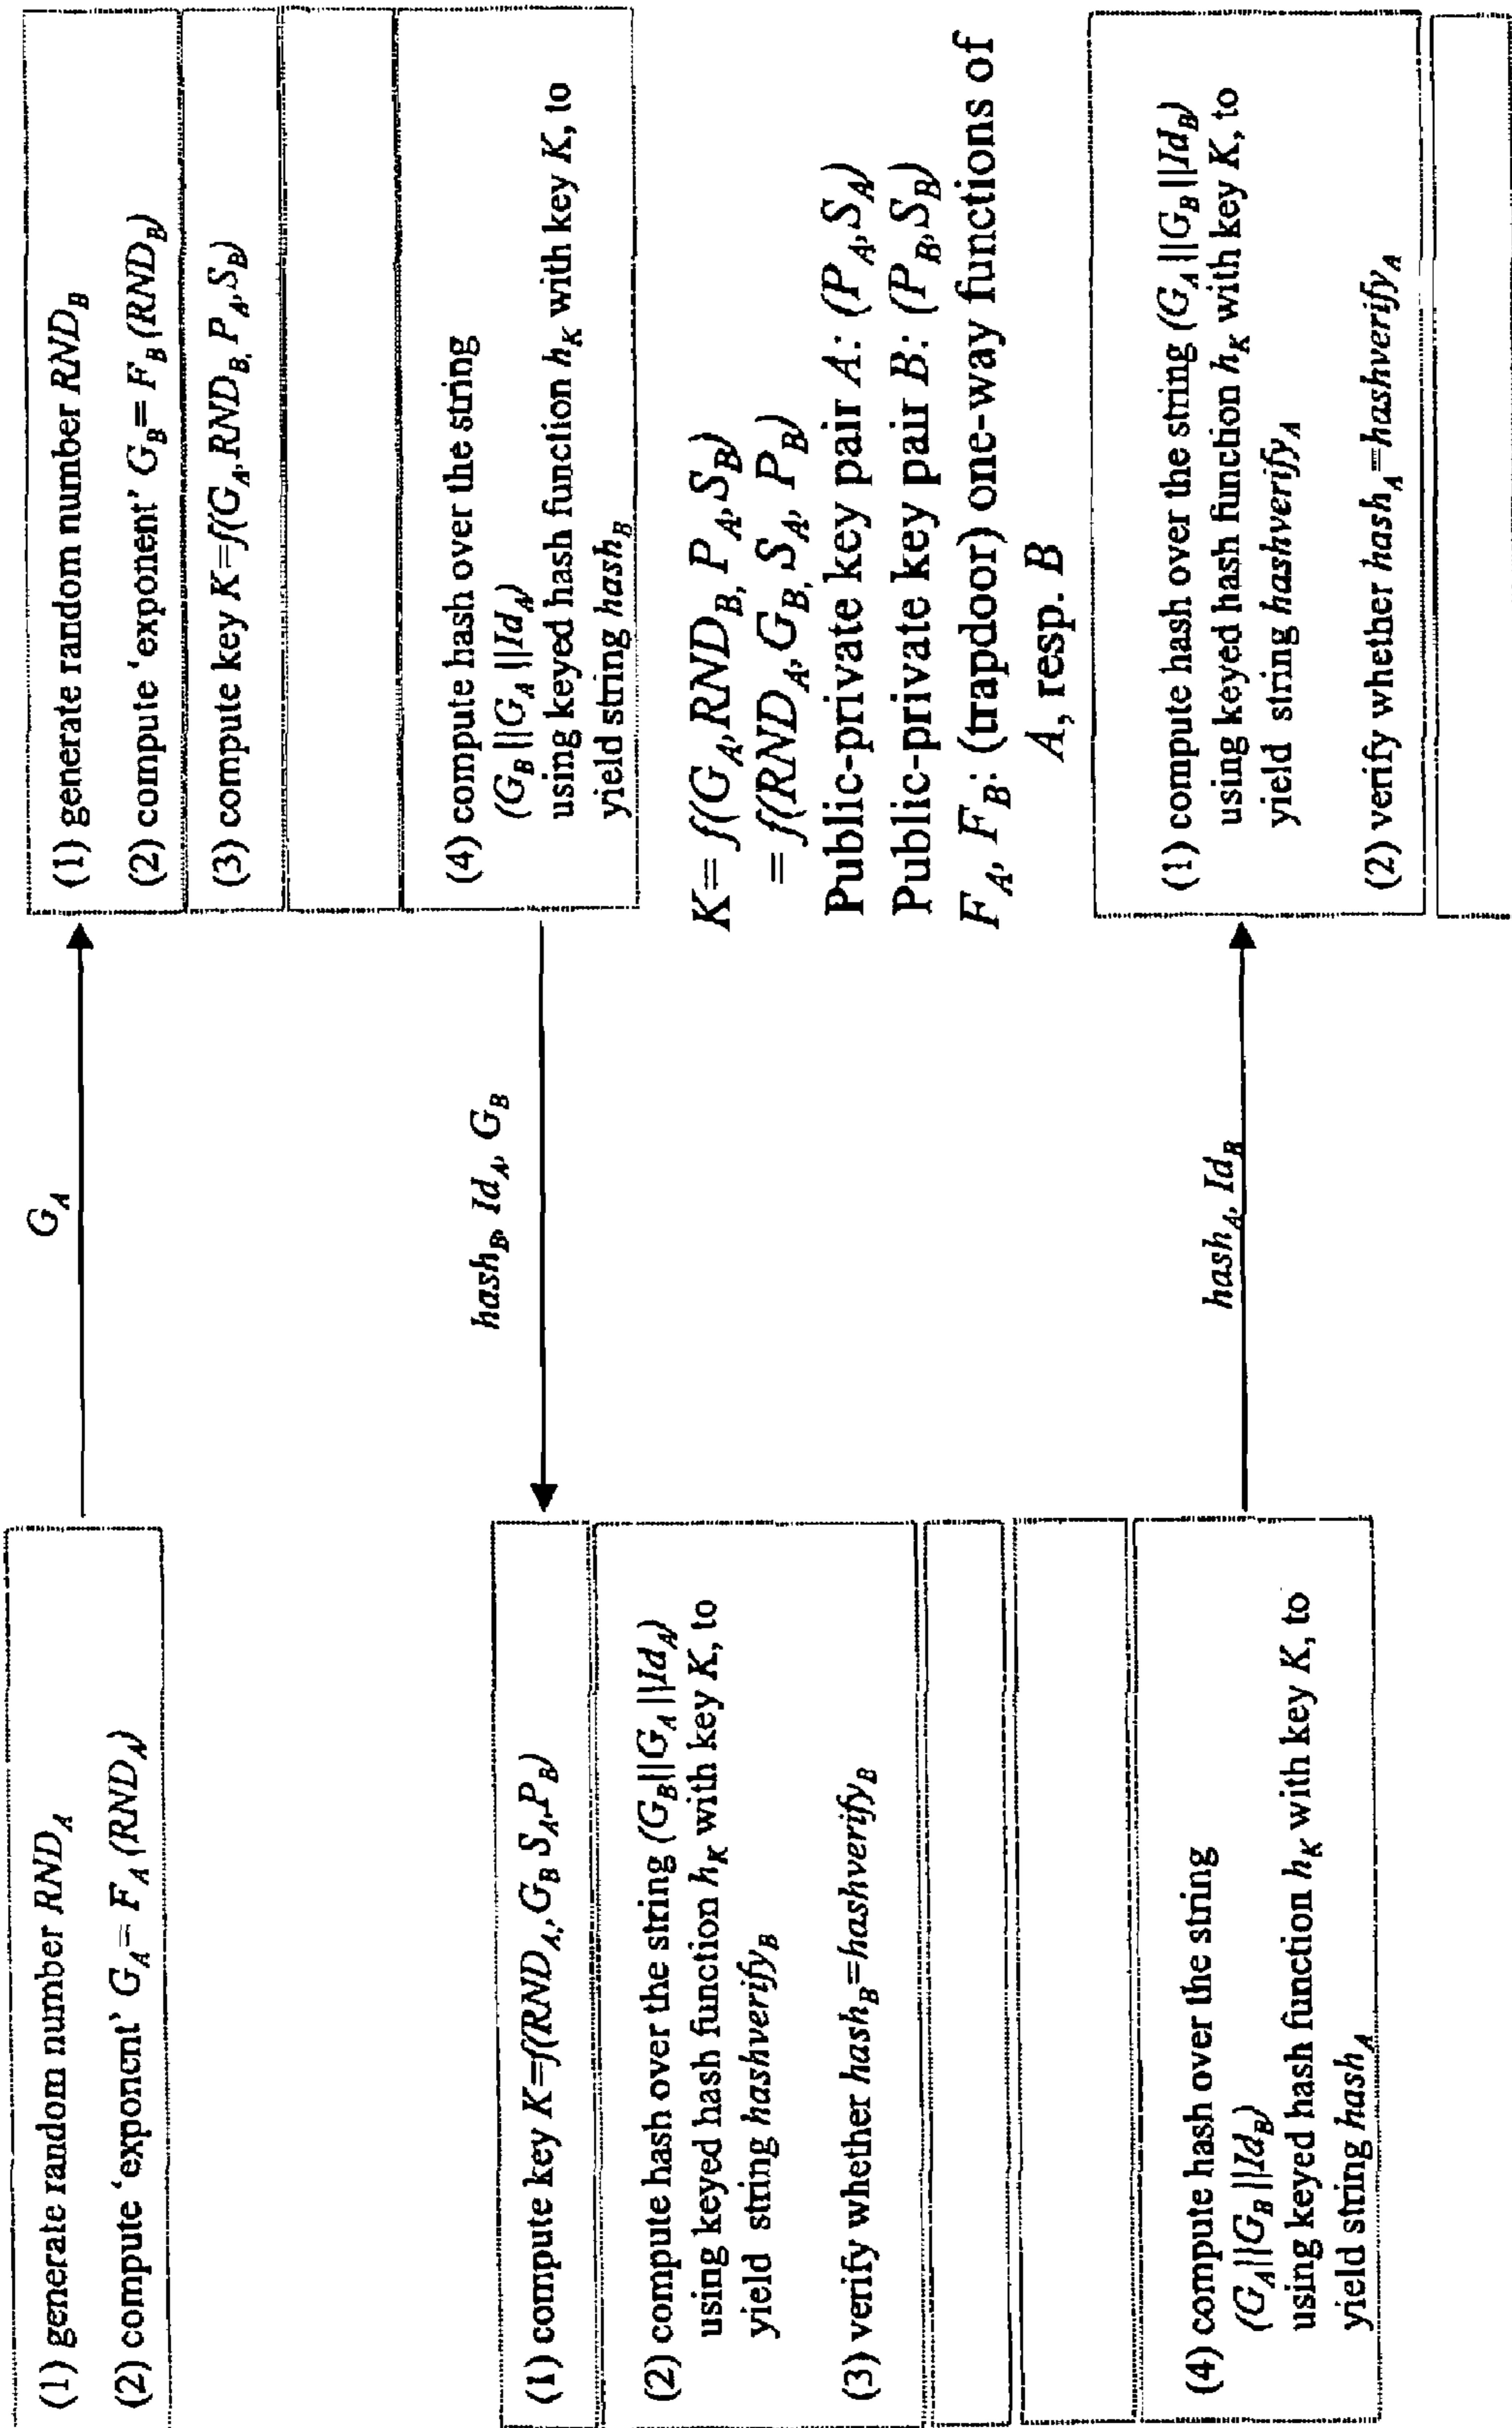 (1) generate random number RND_A
(2) compute 'exponent' G_A = F_A (RND_A)
G_A
(1) generate random number RND_B
(2) compute 'exponent' G_B = F_B (RND_B)
(3) compute key K=f(G_A, RND_B, P_A, S_B)
(4) compute hash over the string
(G_B ||G_A ||Id_A)
using keyed hash function h_K with key K, to
yield string hash_B
hash_B, Id_A, G_B
(1) compute key K=f(RND_A,, G_B S_A, P_B)
(2) compute hash over the string (G_B||G_A ||Id_A)
using keyed hash function h_K with key K, to
yield string hashverify_B
(3) verify whether hash_B=hashverify_B
K= f(G_A, RND_B, P_A, S_B)
= f(RND_A, G_B, S_A, P_B)
Public-private key pair A: (P_A, S_A)
Public-private key pair B: (P_B, S_B)
F_A, F_B: (trapdoor) one-way functions of
A, resp. B
(4) compute hash over the string
(G_A||G_B ||Id_B)
using keyed hash function h_K with key K, to
yield string hash_A
hash_A, Id_B
(1) compute hash over the string (G_A ||G_B ||Id_B)
using keyed hash function h_K with key K, to
yield string hashverify_A
(2) verify whether hash_A=hashverify_A